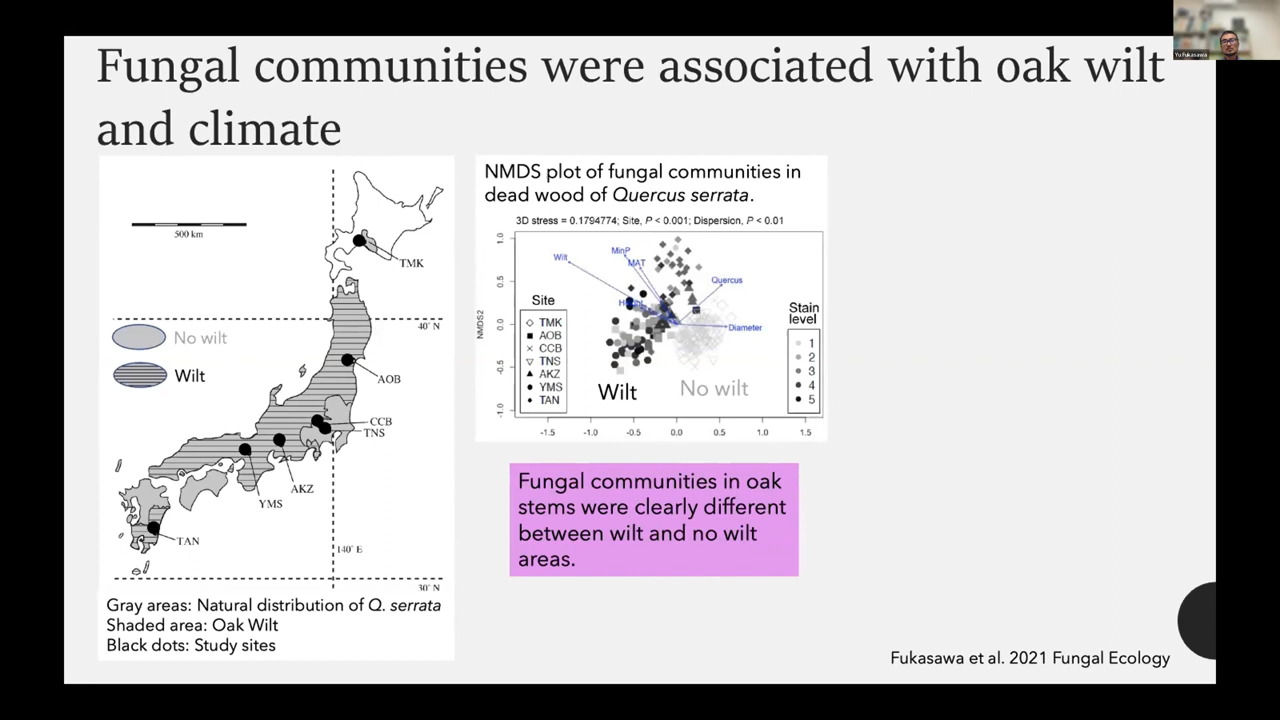 Fungal communities were associated with oak wilt
and climate
Yu Fukasawa
500 km
TMK
40° N
No wilt
Wilt
AOB
CCB
TNS
AKZ
YMS
TAN
140° E
30° N
Gray areas: Natural distribution of Q. serrata
Shaded area: Oak Wilt
Black dots: Study sites
NMDS plot of fungal communities in
dead wood of Quercus serrata.
3D stress = 0.1794774; Site, P < 0.001; Dispersion, P < 0.01
NMDS2
1.0
0.5
0.0
-0.5
-1.0
Wilt
MinP
MAT
Quercus
Diameter
Site
TMK
AOB
CCB
TNS
AKZ
YMS
TAN
Wilt
No wilt
Stain
level
1
2
3
4
5
-1.5 -1.0 -0.5 0.0 0.5 1.0 1.5
Fungal communities in oak
stems were clearly different
between wilt and no wilt
areas.
Fukasawa et al. 2021 Fungal Ecology